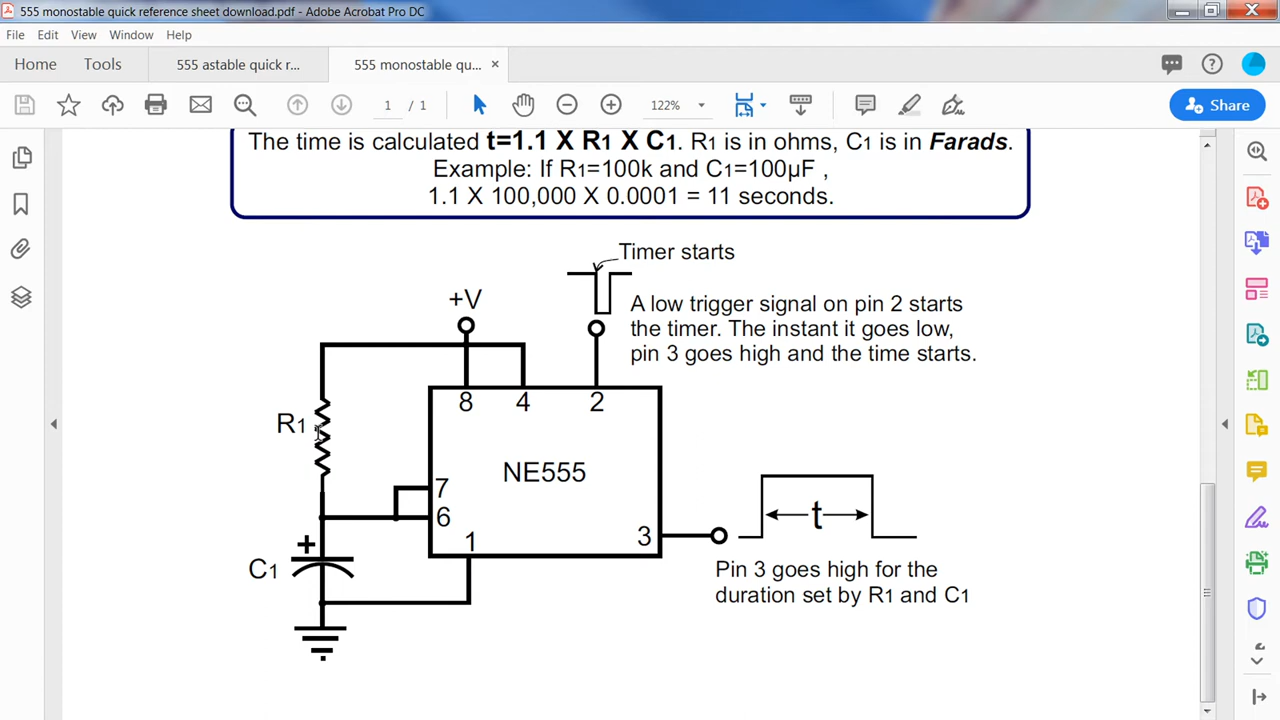 555 monostable quick reference sheet download.pdf - Adobe Acrobat Pro DC
File Edit View Window Help
Home Tools 555 astable quick r... 555 monostable qu... ×
1 / 1 122% Share
The time is calculated t=1.1 X R1 X C1. R1 is in ohms, C1 is in Farads.
Example: If R1=100k and C1=100µF ,
1.1 X 100,000 X 0.0001 = 11 seconds.
Timer starts
+V
A low trigger signal on pin 2 starts
the timer. The instant it goes low,
pin 3 goes high and the time starts.
8 4 2
R1
NE555
7
6
1
3
t
+
C1
Pin 3 goes high for the
duration set by R1 and C1